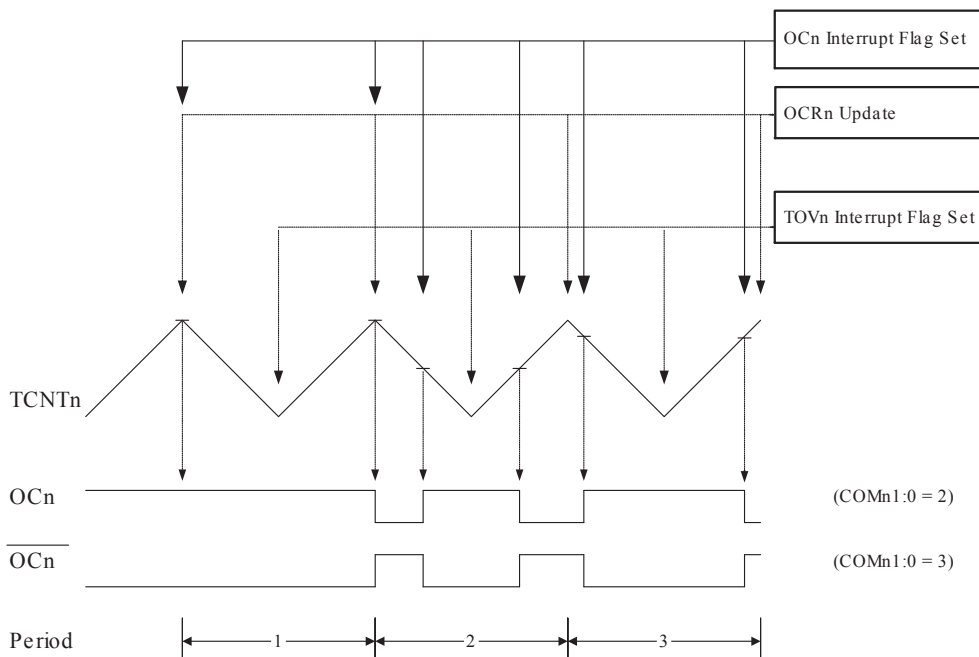 OCn Interrupt Flag Set
OCRn Update
TOVn Interrupt Flag Set
TCNTn
OCn
(COMn1:0 = 2)
OCn
(COMn1:0 = 3)
Period
1
2
3